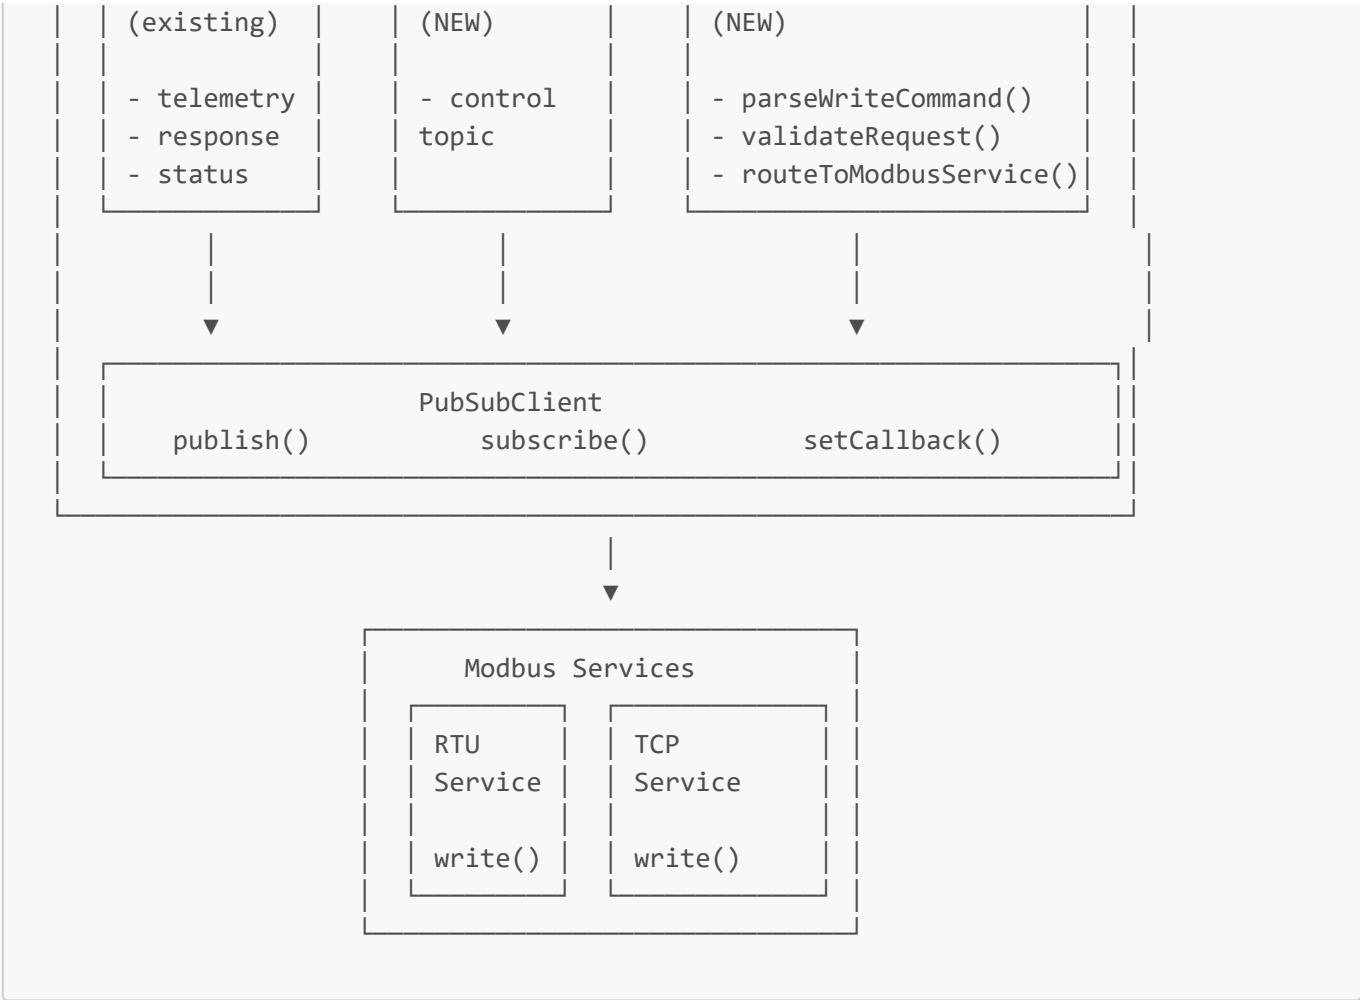 (existing) (NEW) (NEW)
- telemetry - control - parseWriteCommand()
- response topic - validateRequest()
- status - routeToModbusService()
PubSubClient
publish() subscribe() setCallback()
Modbus Services
RTU TCP
Service Service
write() write()